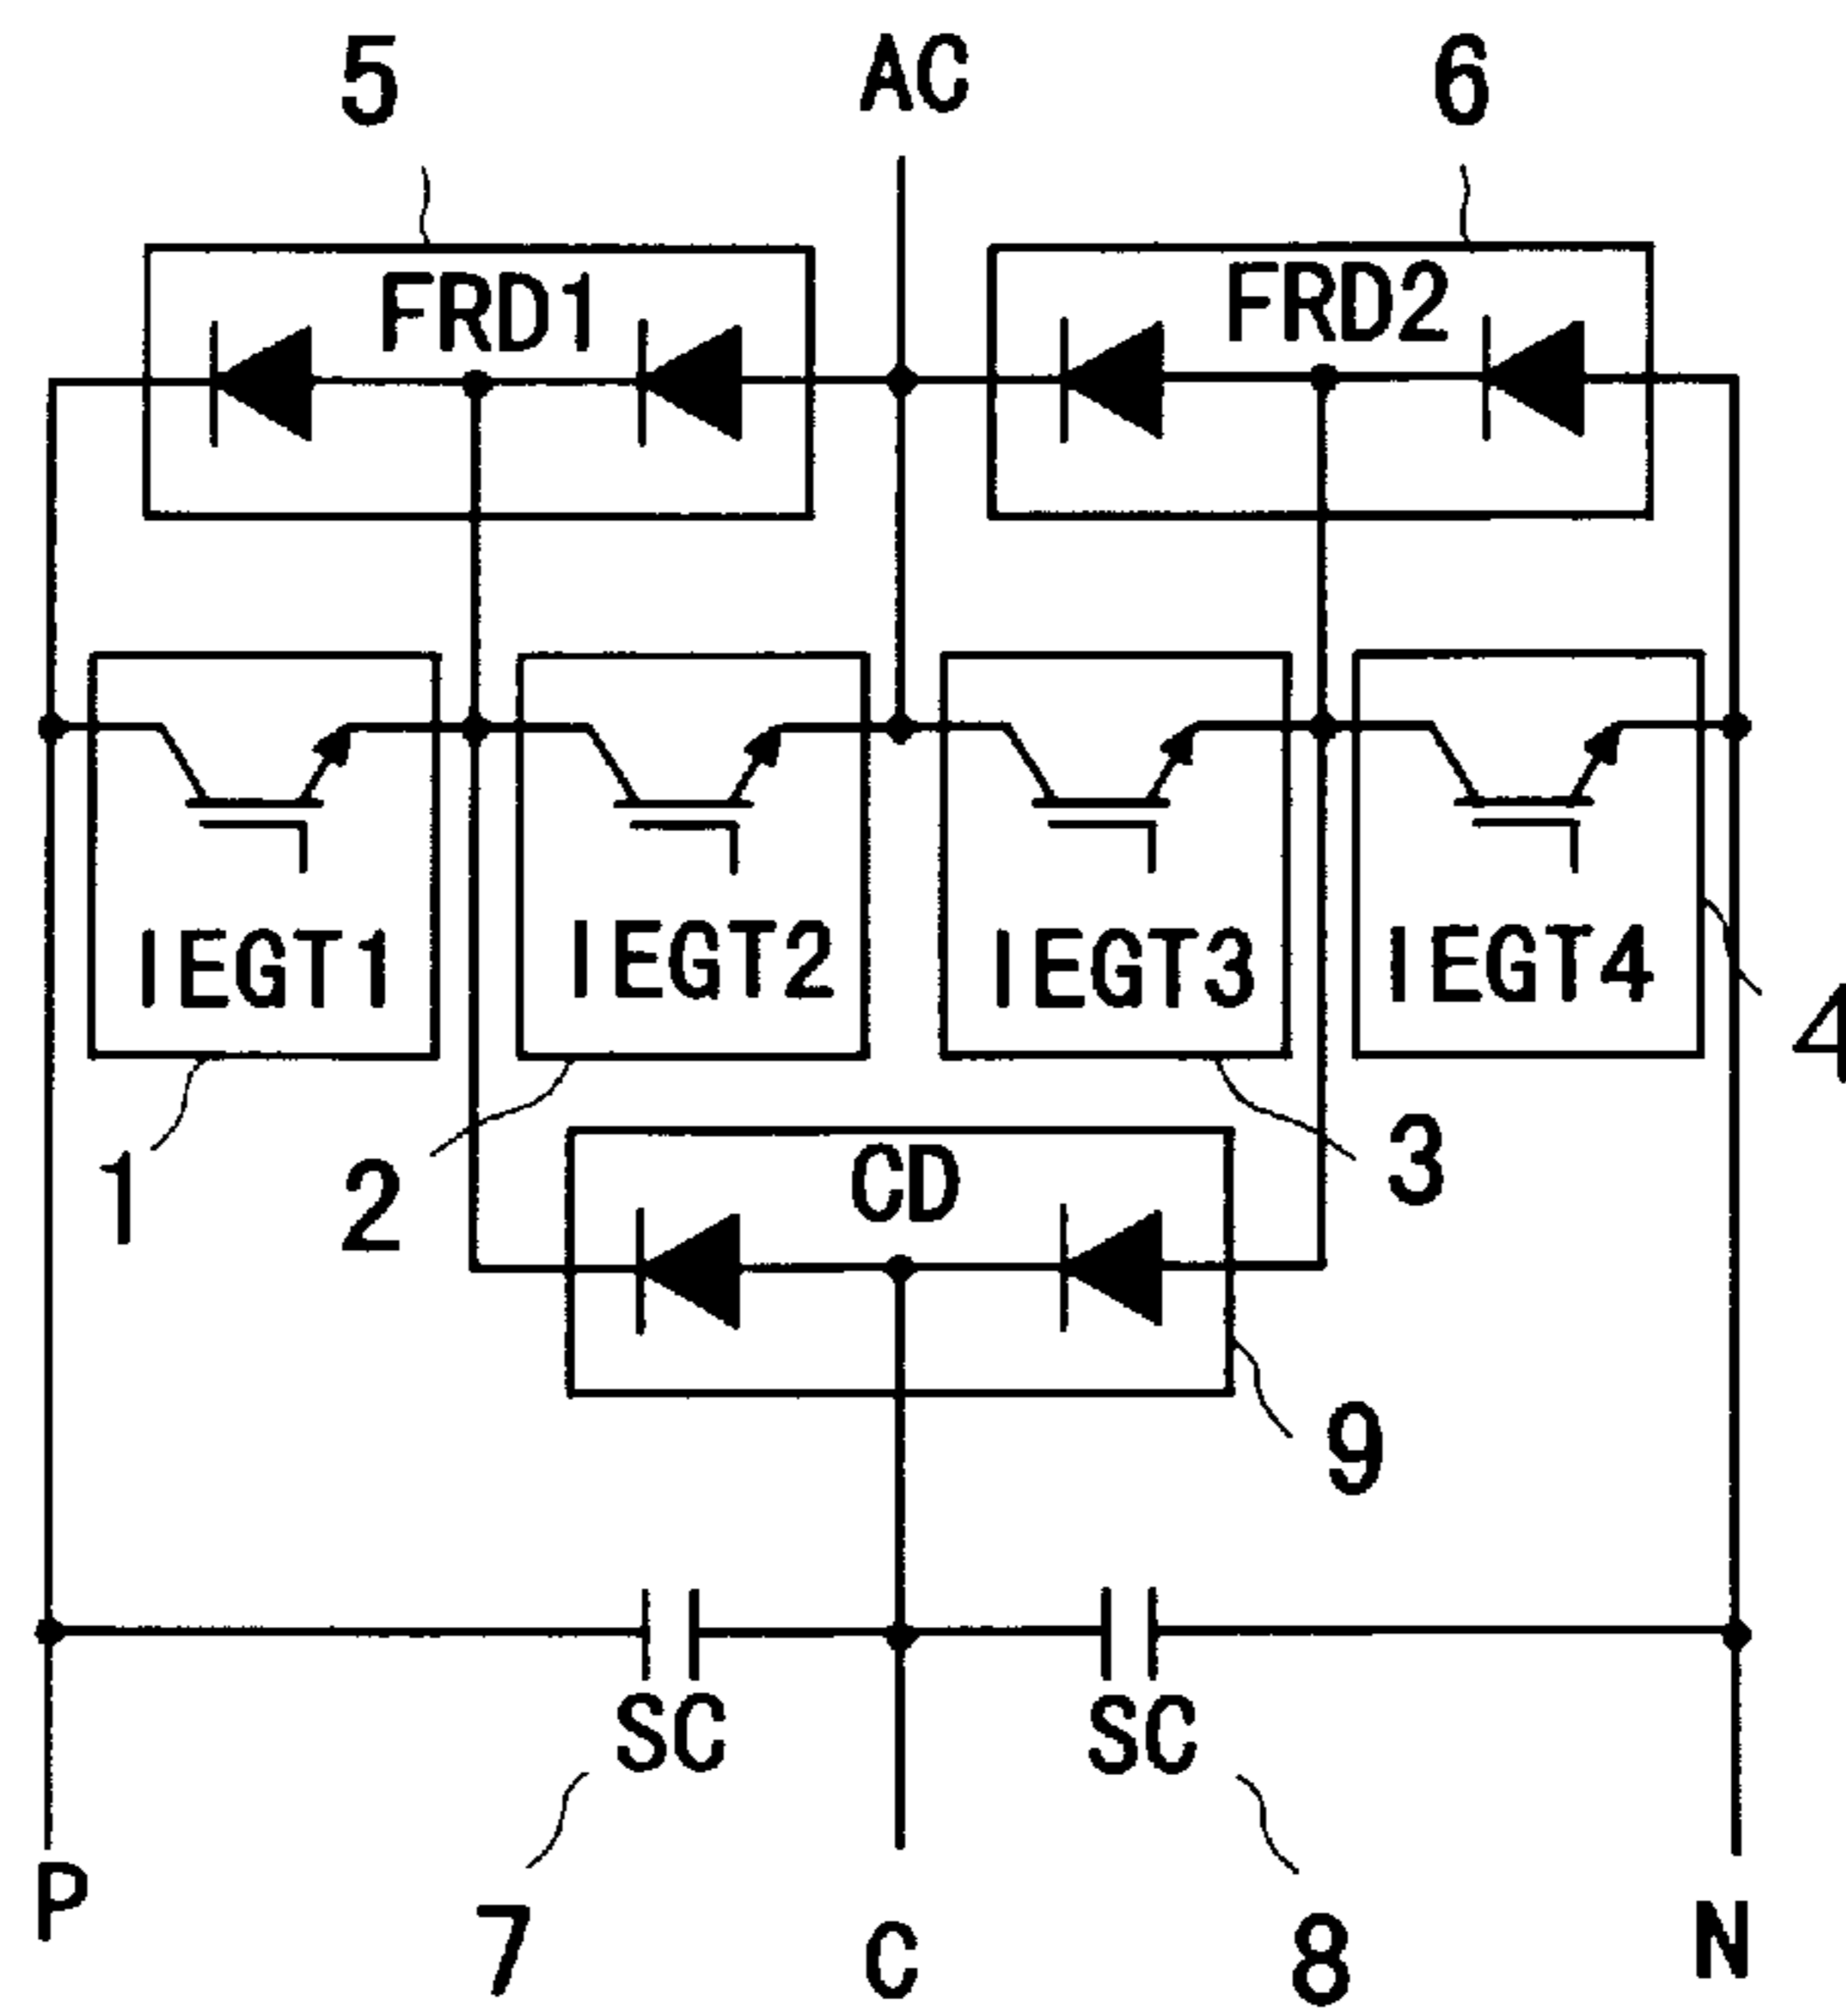 5 AC 6
FRD1 FRD2
IEGT1 IEGT2 IEGT3 IEGT4
4
1 2 CD 3
9
SC SC
P 7 C 8 N